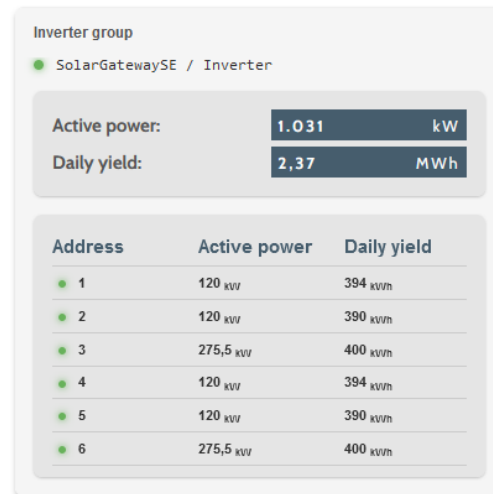 Inverter group
SolarGatewaySE / Inverter
Active power: 1.031 kW
Daily yield: 2,37 MWh
Address Active power Daily yield
1 120 kW 394 kWh
2 120 kW 390 kWh
3 275,5 kW 400 kWh
4 120 kW 394 kWh
5 120 kW 390 kWh
6 275,5 kW 400 kWh